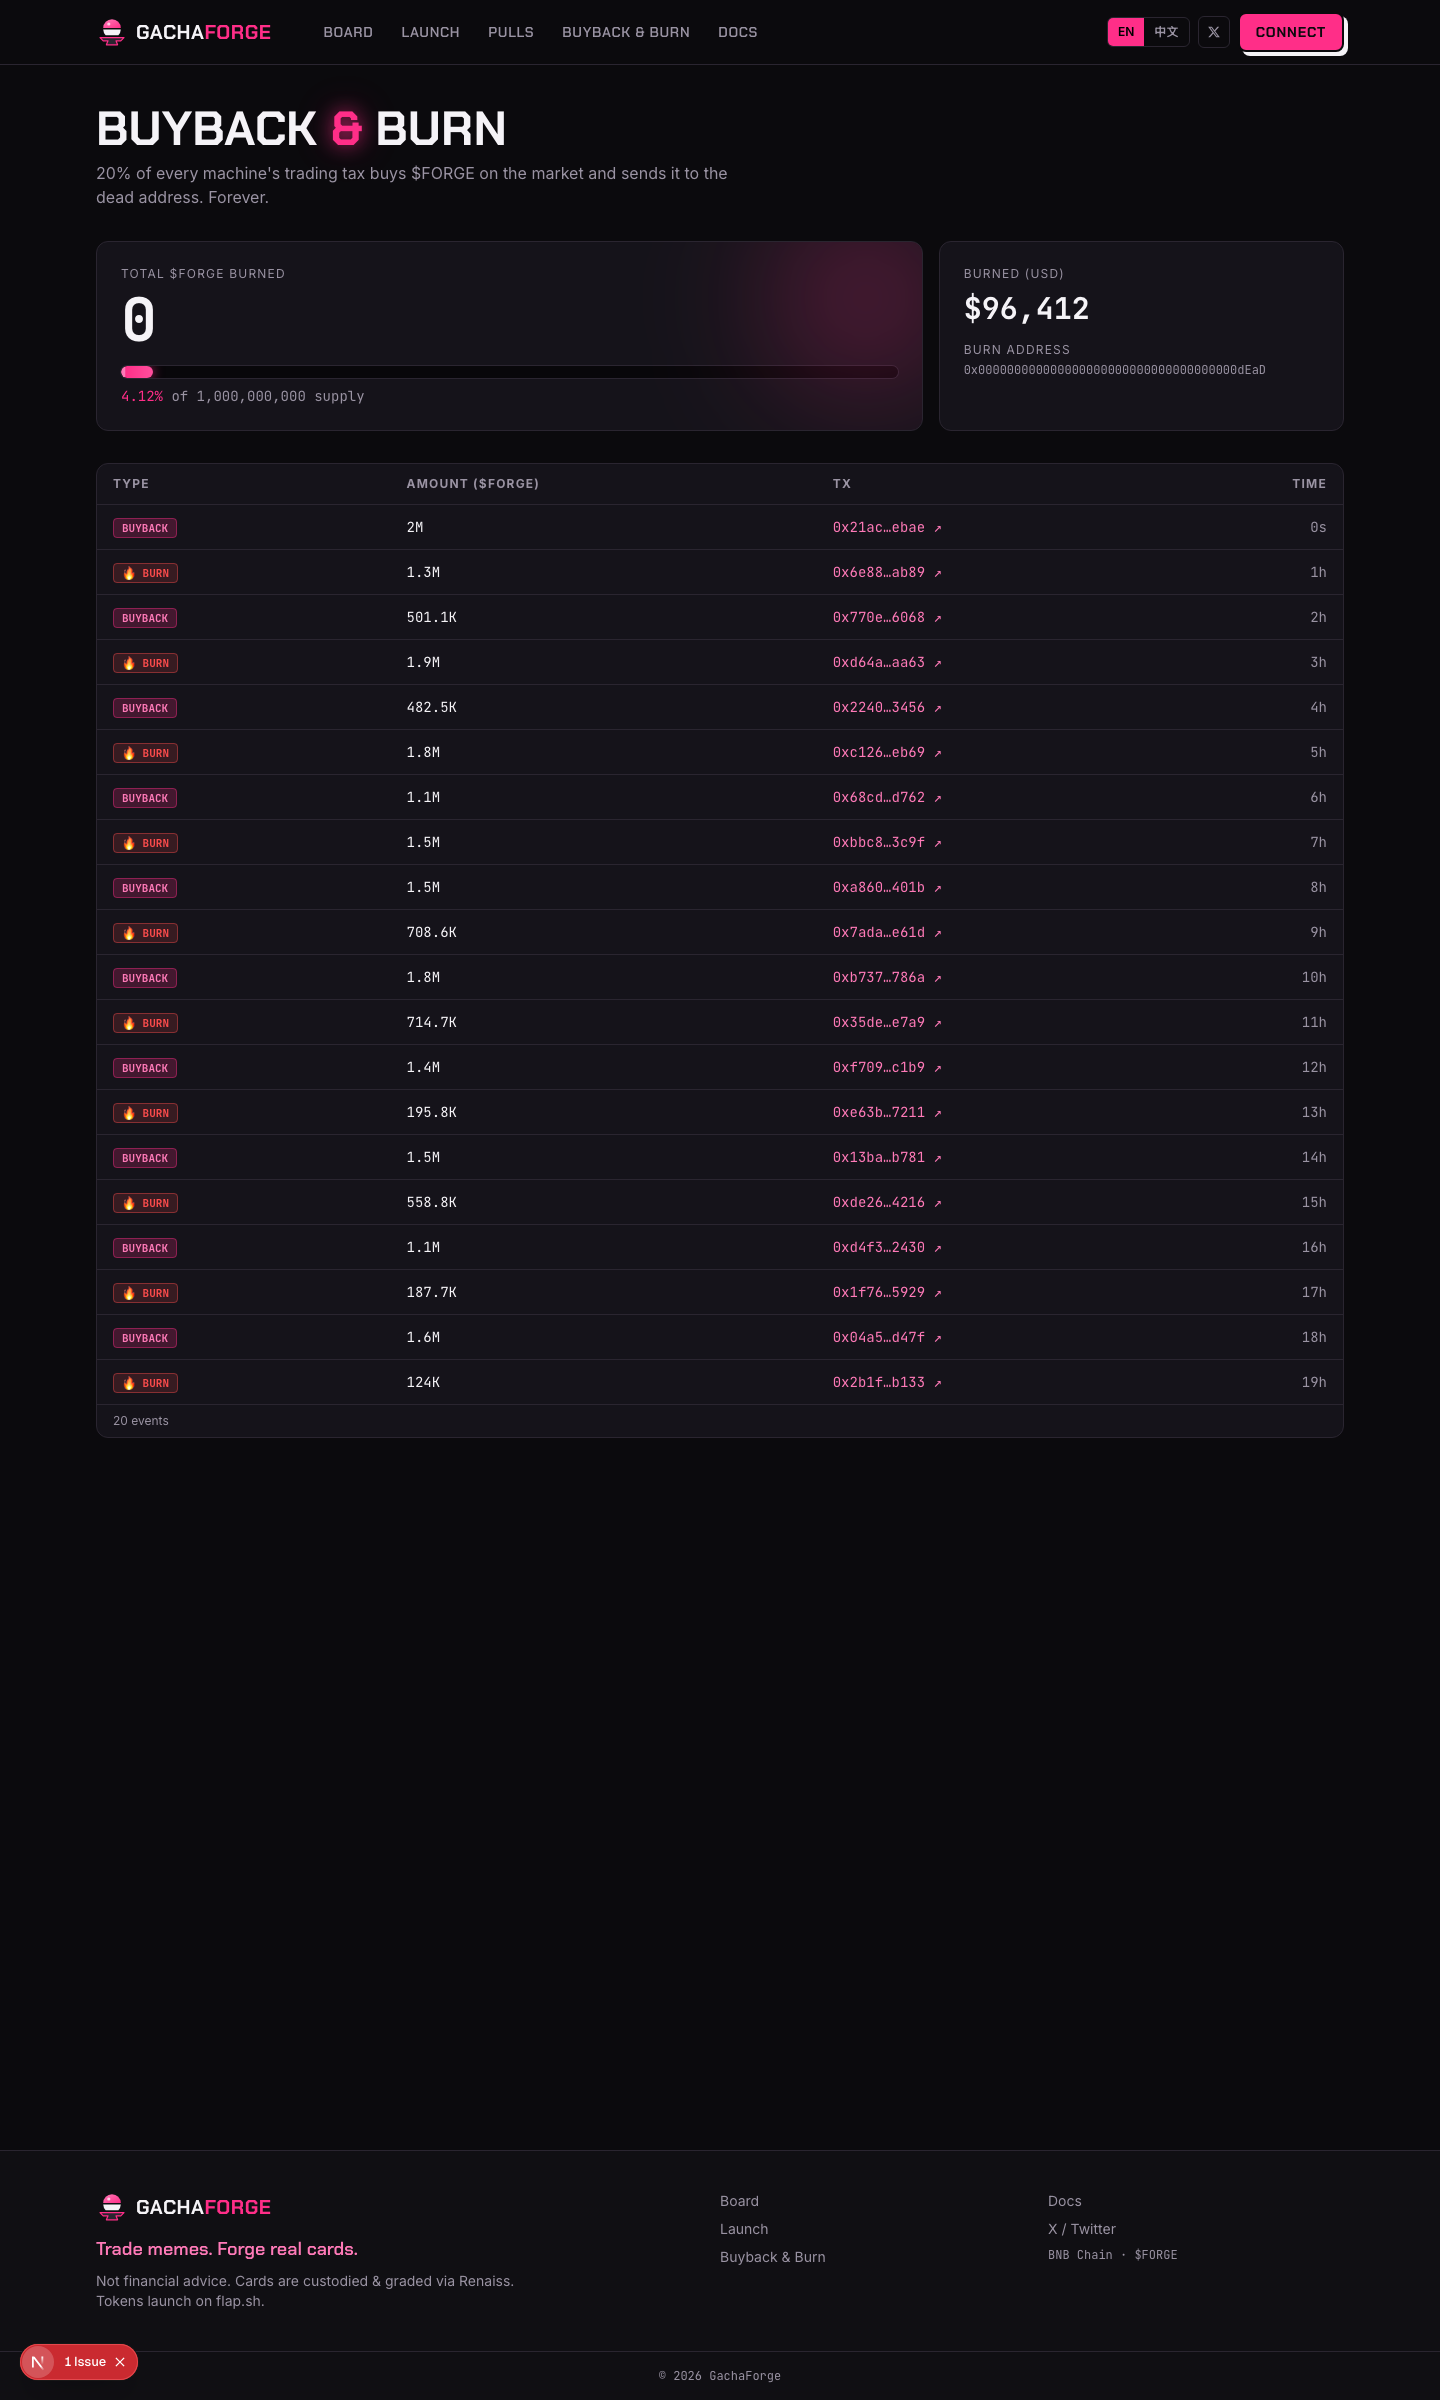 GACHAFORGE
BOARD
LAUNCH
PULLS
BUYBACK & BURN
DOCS
EN
中文
CONNECT
BUYBACK & BURN
20% of every machine's trading tax buys $FORGE on the market and sends it to the
dead address. Forever.
TOTAL $FORGE BURNED
0
4.12% of 1,000,000,000 supply
BURNED (USD)
$96,412
BURN ADDRESS
0x000000000000000000000000000000000000dEaD
TYPE AMOUNT ($FORGE) TX TIME
BUYBACK 2M 0x21ac…ebae ↗ 0s
🔥 BURN 1.3M 0x6e88…ab89 ↗ 1h
BUYBACK 501.1K 0x770e…6068 ↗ 2h
🔥 BURN 1.9M 0xd64a…aa63 ↗ 3h
BUYBACK 482.5K 0x2240…3456 ↗ 4h
🔥 BURN 1.8M 0xc126…eb69 ↗ 5h
BUYBACK 1.1M 0x68cd…d762 ↗ 6h
🔥 BURN 1.5M 0xbbc8…3c9f ↗ 7h
BUYBACK 1.5M 0xa860…401b ↗ 8h
🔥 BURN 708.6K 0x7ada…e61d ↗ 9h
BUYBACK 1.8M 0xb737…786a ↗ 10h
🔥 BURN 714.7K 0x35de…e7a9 ↗ 11h
BUYBACK 1.4M 0xf709…c1b9 ↗ 12h
🔥 BURN 195.8K 0xe63b…7211 ↗ 13h
BUYBACK 1.5M 0x13ba…b781 ↗ 14h
🔥 BURN 558.8K 0xde26…4216 ↗ 15h
BUYBACK 1.1M 0xd4f3…2430 ↗ 16h
🔥 BURN 187.7K 0x1f76…5929 ↗ 17h
BUYBACK 1.6M 0x04a5…d47f ↗ 18h
🔥 BURN 124K 0x2b1f…b133 ↗ 19h
20 events
GACHAFORGE
Trade memes. Forge real cards.
Not financial advice. Cards are custodied & graded via Renaiss.
Tokens launch on flap.sh.
Board
Launch
Buyback & Burn
Docs
X / Twitter
BNB Chain · $FORGE
N 1 Issue
© 2026 GachaForge